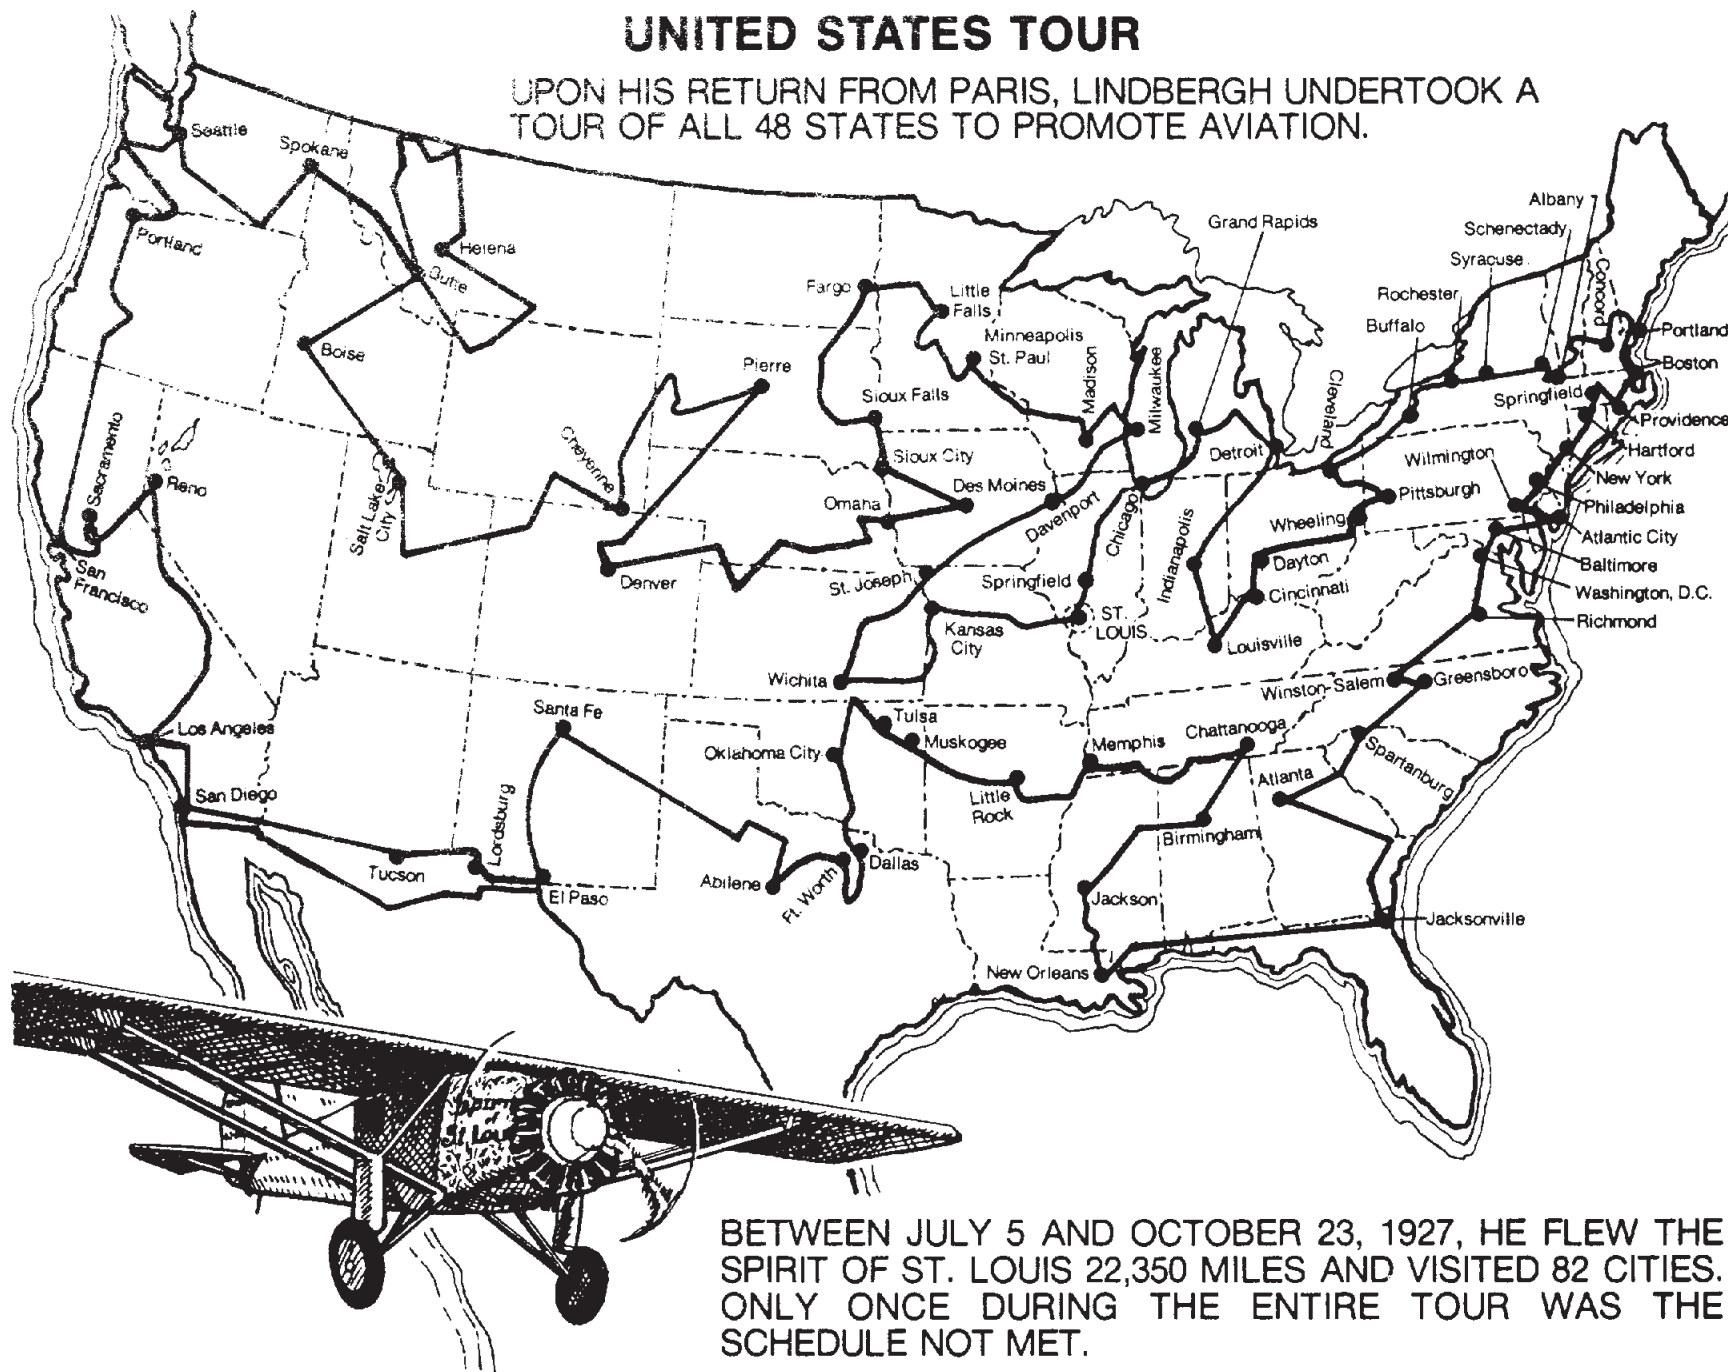 UNITED STATES TOUR
UPON HIS RETURN FROM PARIS, LINDBERGH UNDERTOOK A
TOUR OF ALL 48 STATES TO PROMOTE AVIATION.
Seattle
Spokane
Portland
Helena
Butte
Boise
Sacramento
Reno
San
Francisco
Salt Lake
City
Cheyenne
Pierre
Denver
Los Angeles
San Diego
Tucson
Lordsburg
El Paso
Santa Fe
Abilene
Ft. Worth
Dallas
Oklahoma City
Tulsa
Muskogee
Little
Rock
Memphis
Chattanooga
Birmingham
Jackson
New Orleans
Jacksonville
Atlanta
Spartanburg
Greensboro
Winston-Salem
Richmond
Washington, D.C.
Baltimore
Atlantic City
Philadelphia
New York
Wilmington
Hartford
Providence
Springfield
Boston
Portland
Concord
Albany
Schenectady
Syracuse
Rochester
Buffalo
Cleveland
Pittsburgh
Wheeling
Dayton
Cincinnati
Louisville
Indianapolis
Detroit
Grand Rapids
Chicago
Milwaukee
Madison
Minneapolis
St. Paul
Little
Falls
Fargo
Sioux Falls
Sioux City
Des Moines
Omaha
Davenport
St. Joseph
Wichita
Kansas
City
Springfield
ST.
LOUIS
Spirit
of
St Louis
BETWEEN JULY 5 AND OCTOBER 23, 1927, HE FLEW THE
SPIRIT OF ST. LOUIS 22,350 MILES AND VISITED 82 CITIES.
ONLY ONCE DURING THE ENTIRE TOUR WAS THE
SCHEDULE NOT MET.